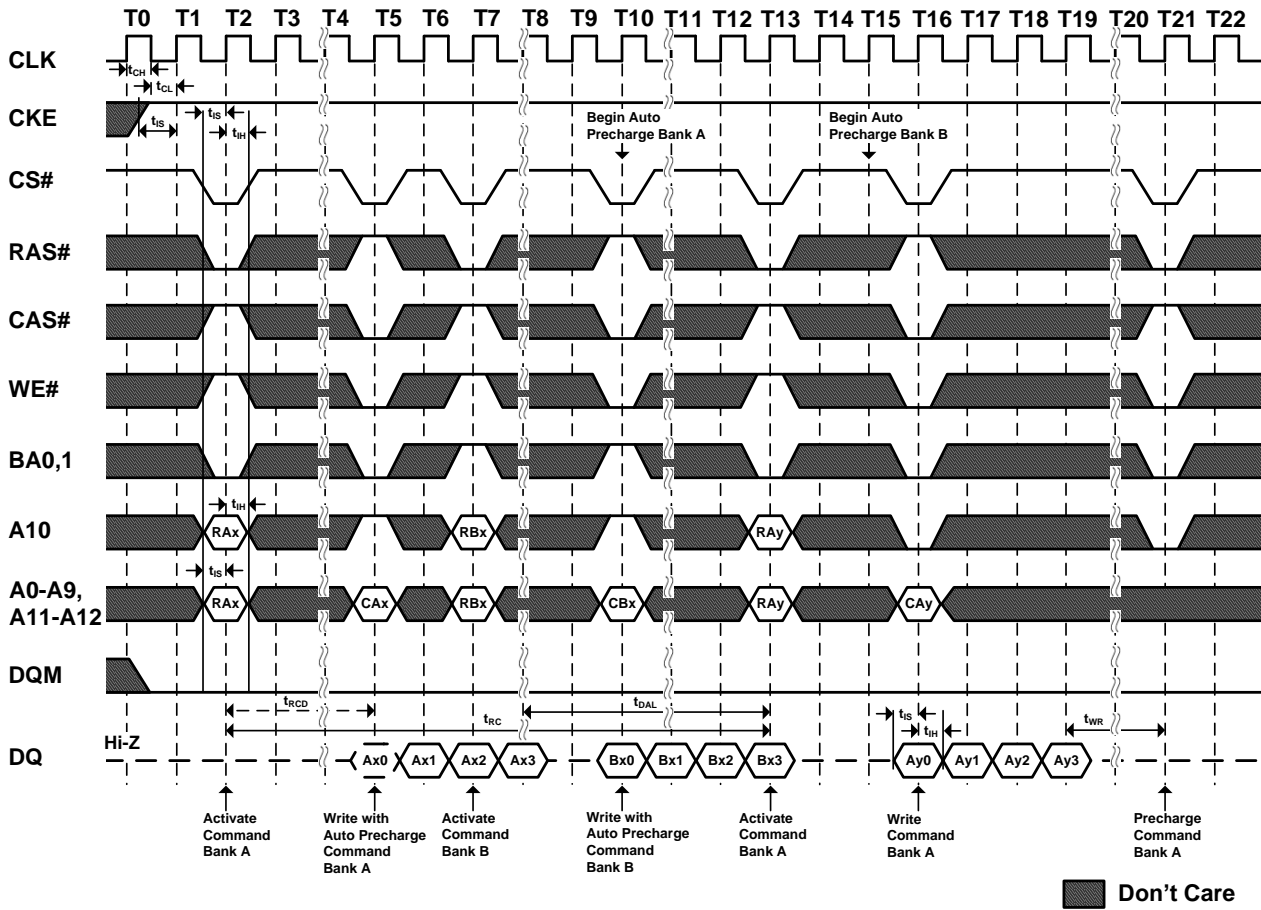 T0 T1 T2 T3 T4 T5 T6 T7 T8 T9 T10 T11 T12 T13 T14 T15 T16 T17 T18 T19 T20 T21 T22
CLK
tCH
tCL
CKE
tIS
tIS
tIH
Begin Auto
Precharge Bank A
Begin Auto
Precharge Bank B
CS#
RAS#
CAS#
WE#
BA0,1
tIH
A10
RAx
RBx
RAy
tIS
A0-A9,
A11-A12
RAx
CAx
RBx
CBx
RAy
CAy
DQM
tRCD
tDAL
tRC
tIS
tIH
tWR
Hi-Z
DQ
Ax0
Ax1
Ax2
Ax3
Bx0
Bx1
Bx2
Bx3
Ay0
Ay1
Ay2
Ay3
Activate
Command
Bank A
Write with
Auto Precharge
Command
Bank A
Activate
Command
Bank B
Write with
Auto Precharge
Command
Bank B
Activate
Command
Bank A
Write
Command
Bank A
Precharge
Command
Bank A
Don't Care